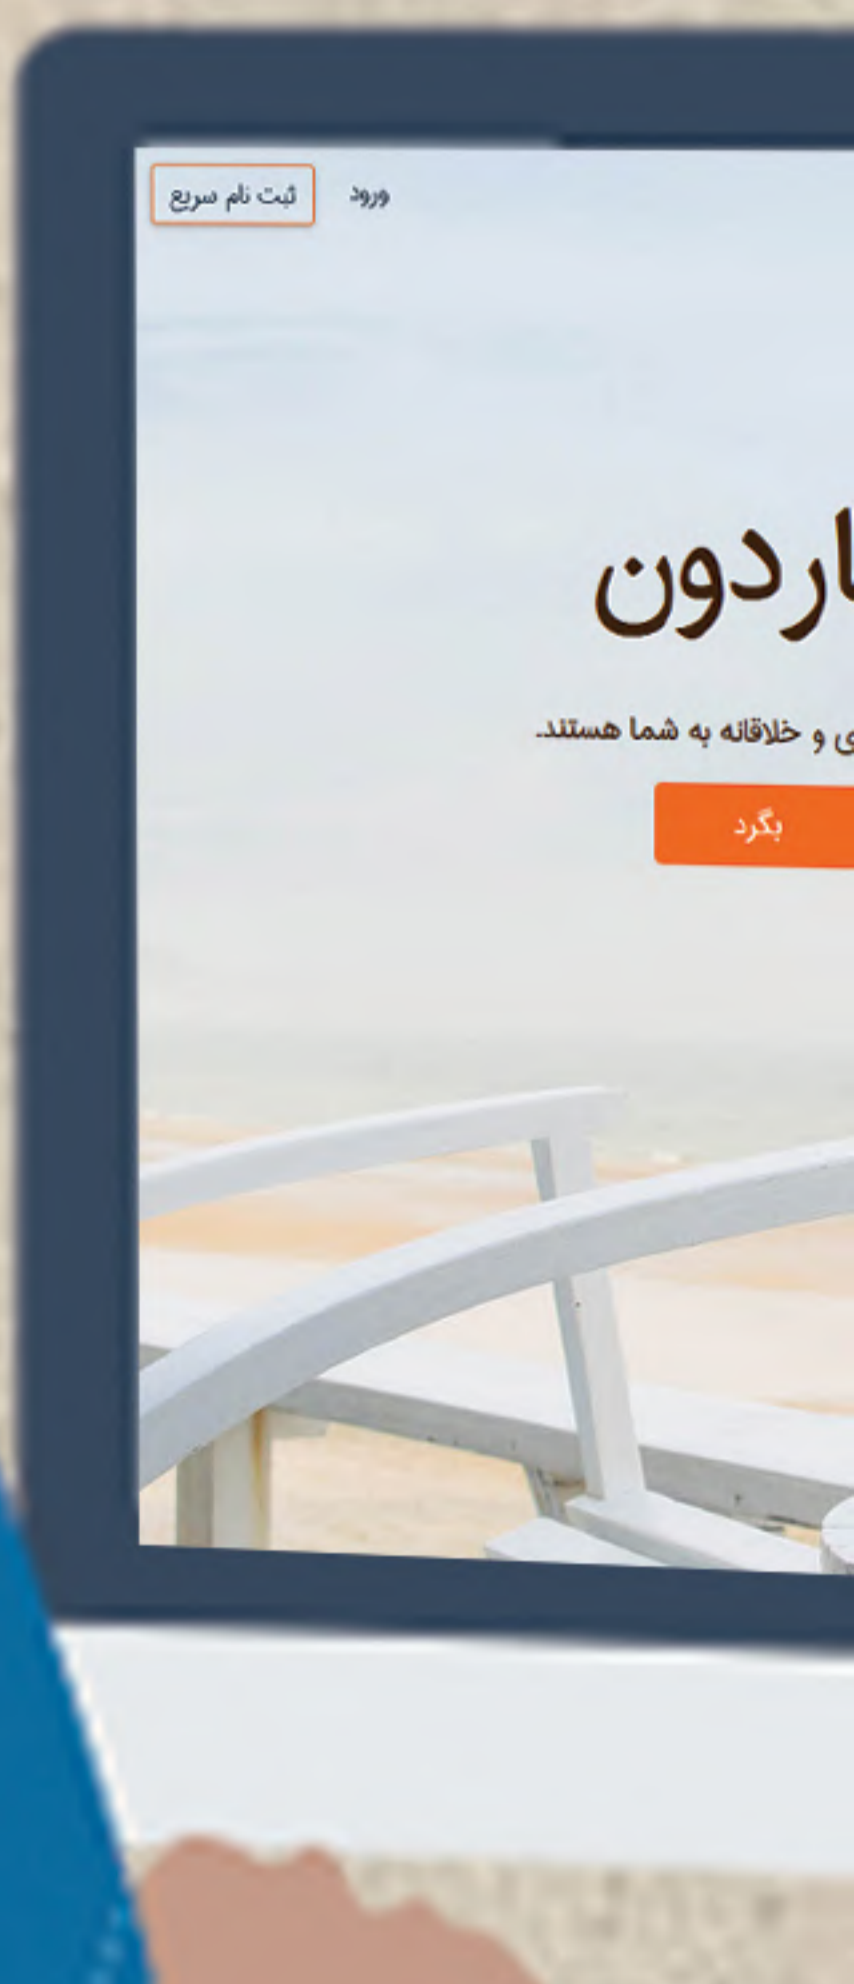 ورود
ثبت نام سریع
اردون
ی و خلاقانه به شما هستند.
بگرد